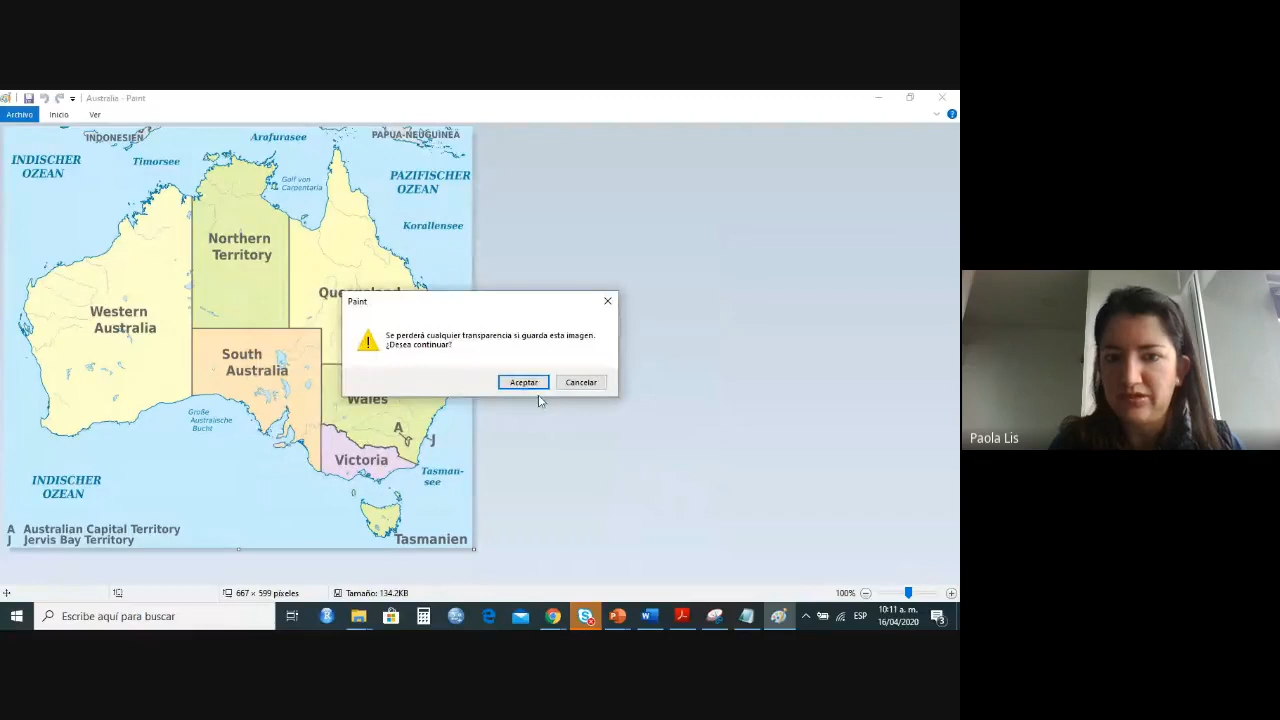 Australia - Paint
Archivo Inicio Ver
INDONESIEN
Arafurasee
PAPUA-NEUGUINEA
INDISCHER
OZEAN
Timorsee
PAZIFISCHER
OZEAN
Golf von
Carpentaria
Korallensee
Northern
Territory
Western
Australia
South
Australia
Wales
Große
Australische
Bucht
A
J
Victoria
Tasman-
see
INDISCHER
OZEAN
A Australian Capital Territory
J Jervis Bay Territory
Tasmanien
Paint
Se perderá cualquier transparencia si guarda esta imagen.
¿Desea continuar?
Aceptar Cancelar
Paola Lis
667 × 599 píxeles
Tamaño: 134.2KB
100%
Escribe aquí para buscar
ESP
10:11 a. m.
16/04/2020
3